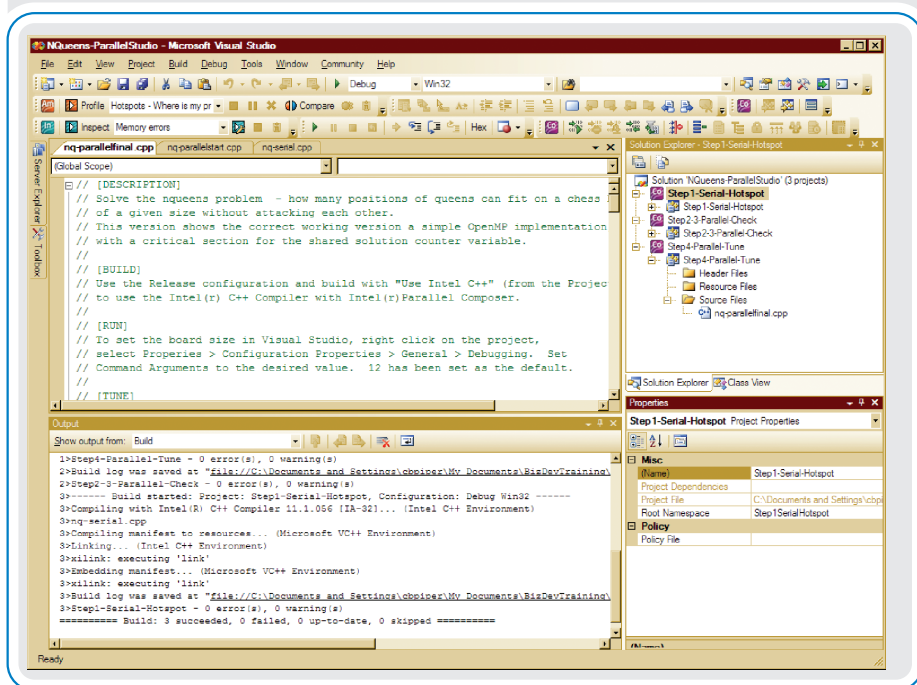 NQueens-ParallelStudio - Microsoft Visual Studio
File Edit View Project Build Debug Tools Window Community Help
Debug Win32
Profile Hotspots - Where is my pr Compare
Inspect Memory errors Hex
nq-parallelfinal.cpp nq-parallelstart.cpp nq-serial.cpp
(Global Scope)
Server Explorer
Toolbox
// [DESCRIPTION]
// Solve the nqueens problem - how many positions of queens can fit on a chess
// of a given size without attacking each other.
// This version shows the correct working version a simple OpenMP implementation
// with a critical section for the shared solution counter variable.
//
// [BUILD]
// Use the Release configuration and build with "Use Intel C++" (from the Projec
// to use the Intel(r) C++ Compiler with Intel(r)Parallel Composer.
//
// [RUN]
// To set the board size in Visual Studio, right click on the project,
// select Properies > Configuration Properties > General > Debugging. Set
// Command Arguments to the desired value. 12 has been set as the default.
//
// [TUNE]
Output
Show output from: Build
1>Step4-Parallel-Tune - 0 error(s), 0 warning(s)
2>Build log was saved at "file://C:\Documents and Settings\cbpiper\My Documents\BizDevTraining\
2>Step2-3-Parallel-Check - 0 error(s), 0 warning(s)
3>------ Build started: Project: Step1-Serial-Hotspot, Configuration: Debug Win32 ------
3>Compiling with Intel(R) C++ Compiler 11.1.056 [IA-32]... (Intel C++ Environment)
3>nq-serial.cpp
3>Compiling manifest to resources... (Microsoft VC++ Environment)
3>Linking... (Intel C++ Environment)
3>xilink: executing 'link'
3>Embedding manifest... (Microsoft VC++ Environment)
3>xilink: executing 'link'
3>Build log was saved at "file://C:\Documents and Settings\cbpiper\My Documents\BizDevTraining\
3>Step1-Serial-Hotspot - 0 error(s), 0 warning(s)
========== Build: 3 succeeded, 0 failed, 0 up-to-date, 0 skipped ==========
Solution Explorer - Step1-Serial-Hotspot
Solution 'NQueens-ParallelStudio' (3 projects)
Step1-Serial-Hotspot
Step1-Serial-Hotspot
Step2-3-Parallel-Check
Step2-3-Parallel-Check
Step4-Parallel-Tune
Step4-Parallel-Tune
Header Files
Resource Files
Source Files
nq-parallelfinal.cpp
Solution Explorer Class View
Properties
Step1-Serial-Hotspot Project Properties
Misc
(Name) Step1-Serial-Hotspot
Project Dependencies
Project File C:\Documents and Settings\cbpi
Root Namespace Step1SerialHotspot
Policy
Policy File
(Name)
Ready